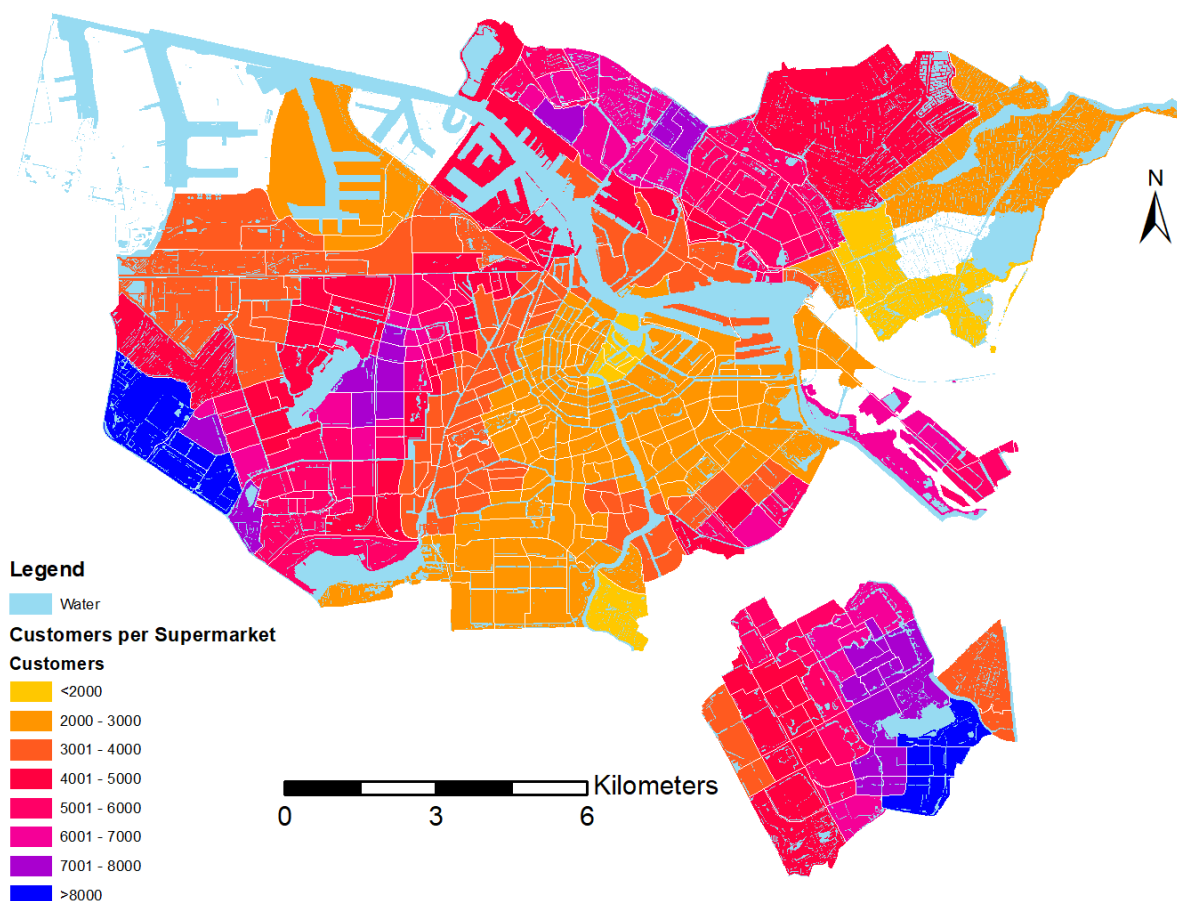 N
Legend
Water
Customers per Supermarket
Customers
<2000
2000 - 3000
3001 - 4000
4001 - 5000
5001 - 6000
6001 - 7000
7001 - 8000
>8000
Kilometers
0 3 6